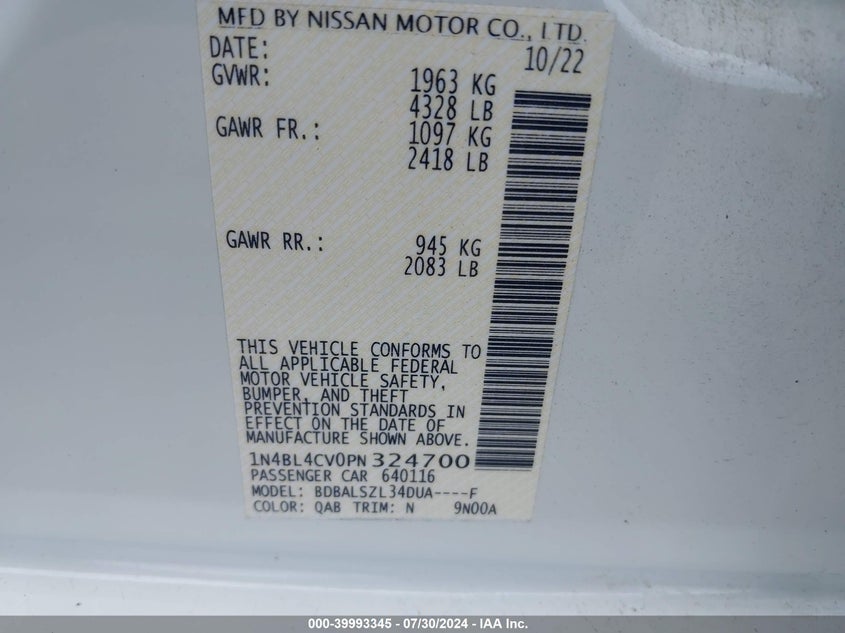 MFD BY NISSAN MOTOR CO., LTD.
DATE: 10/22
GVWR: 1963 KG
4328 LB
GAWR FR.: 1097 KG
2418 LB
GAWR RR.: 945 KG
2083 LB
THIS VEHICLE CONFORMS TO
ALL APPLICABLE FEDERAL
MOTOR VEHICLE SAFETY,
BUMPER, AND THEFT
PREVENTION STANDARDS IN
EFFECT ON THE DATE OF
MANUFACTURE SHOWN ABOVE.
1N4BL4CV0PN324700
PASSENGER CAR 640116
MODEL: BDBALSZL34DUA----F
COLOR: QAB TRIM: N 9N00A
000-39993345 - 07/30/2024 - IAA Inc.